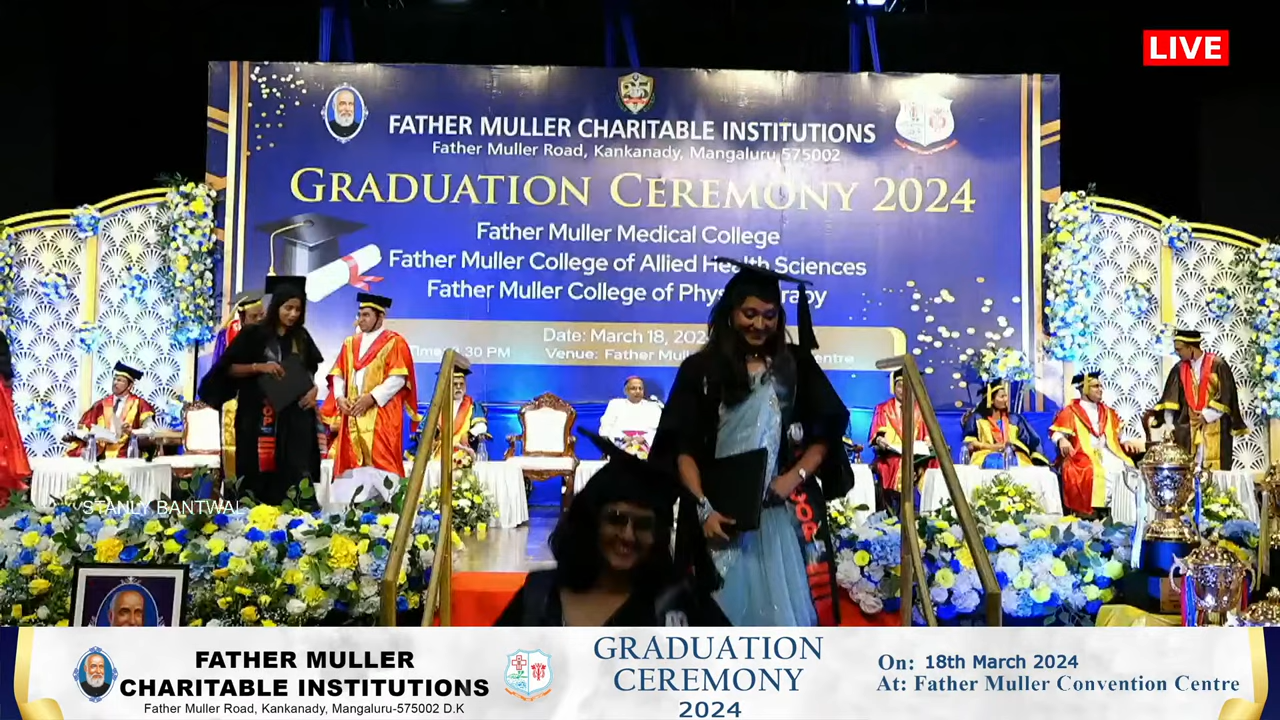 LIVE
FATHER MULLER CHARITABLE INSTITUTIONS
Father Muller Road, Kankanady, Mangaluru 575002
GRADUATION CEREMONY 2024
Father Muller Medical College
Father Muller College of Allied Health Sciences
Father Muller College of
Date: March 18,
30 PM Venue: Father
STANLY BANTWAL
FATHER MULLER
CHARITABLE INSTITUTIONS
Father Muller Road, Kankanady, Mangaluru-575002 D.K
GRADUATION
CEREMONY
2024
On: 18th March 2024
At: Father Muller Convention Centre